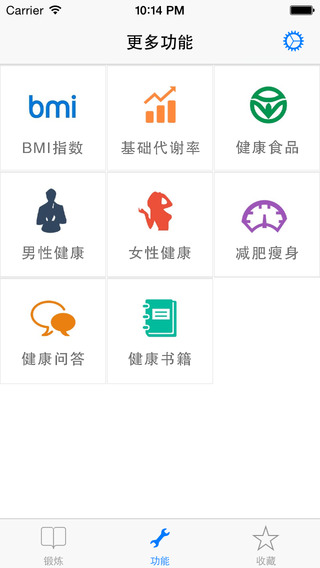 Carrier 10:14 PM
更多功能
bmi
BMI指数 基础代谢率 健康食品
男性健康 女性健康 减肥瘦身
健康问答 健康书籍
锻炼 功能 收藏